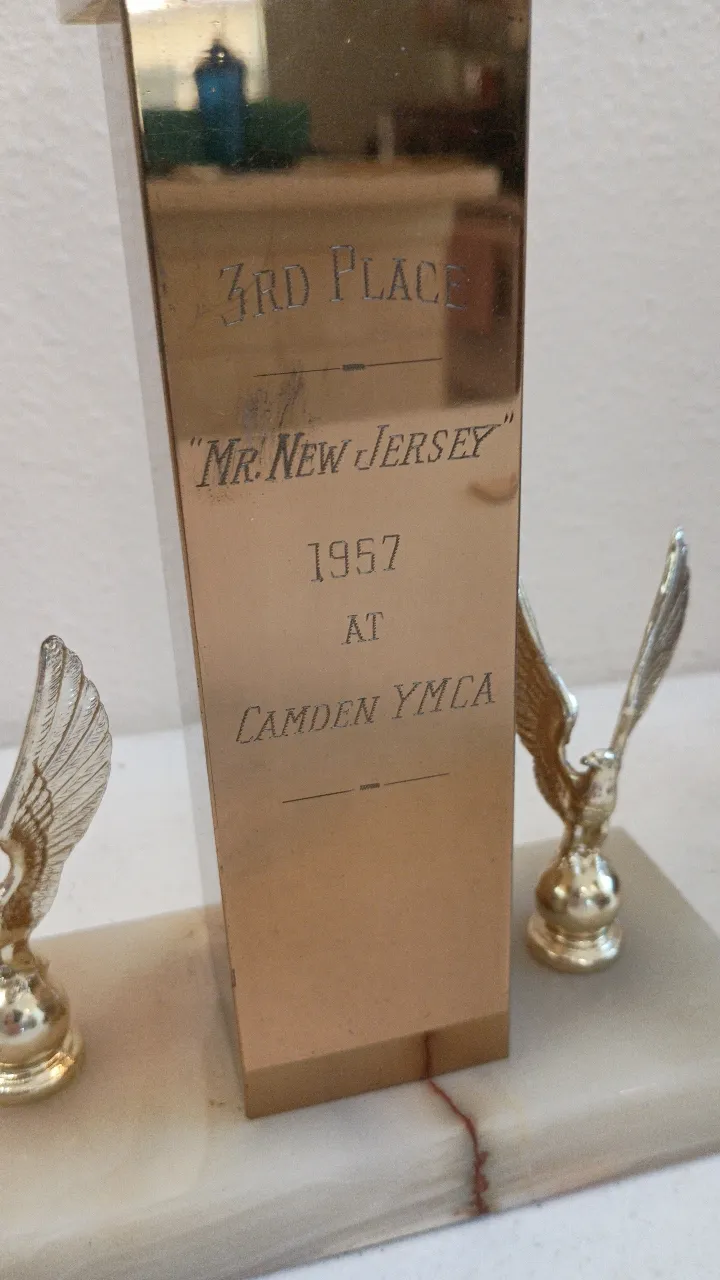 3RD PLACE
"MR. NEW JERSEY"
1957
AT
CAMDEN YMCA